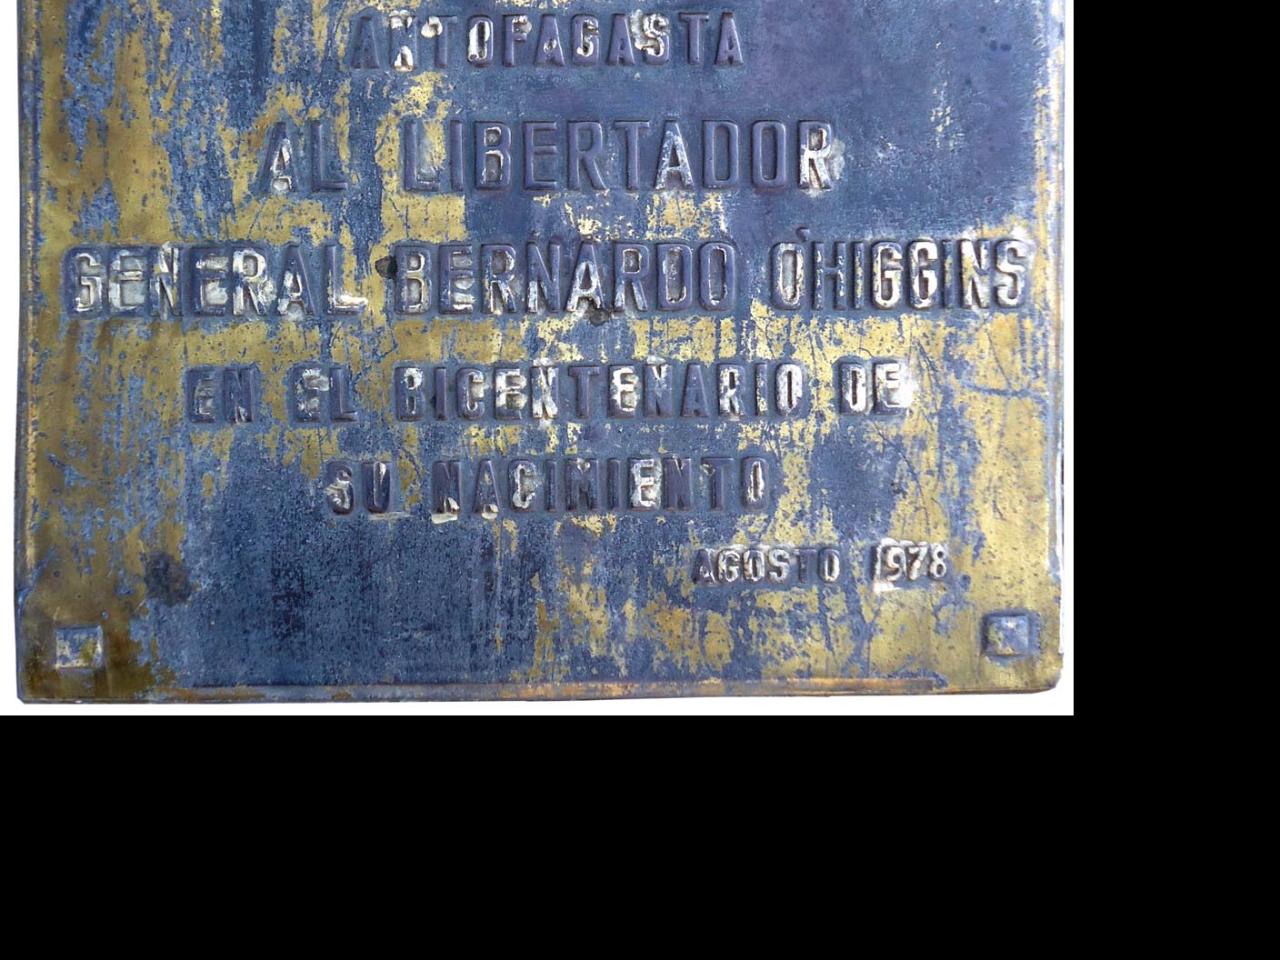 ANTOFAGASTA
AL LIBERTADOR
GENERAL BERNARDO O'HIGGINS
EN EL BICENTENARIO DE
SU NACIMIENTO
AGOSTO 1978